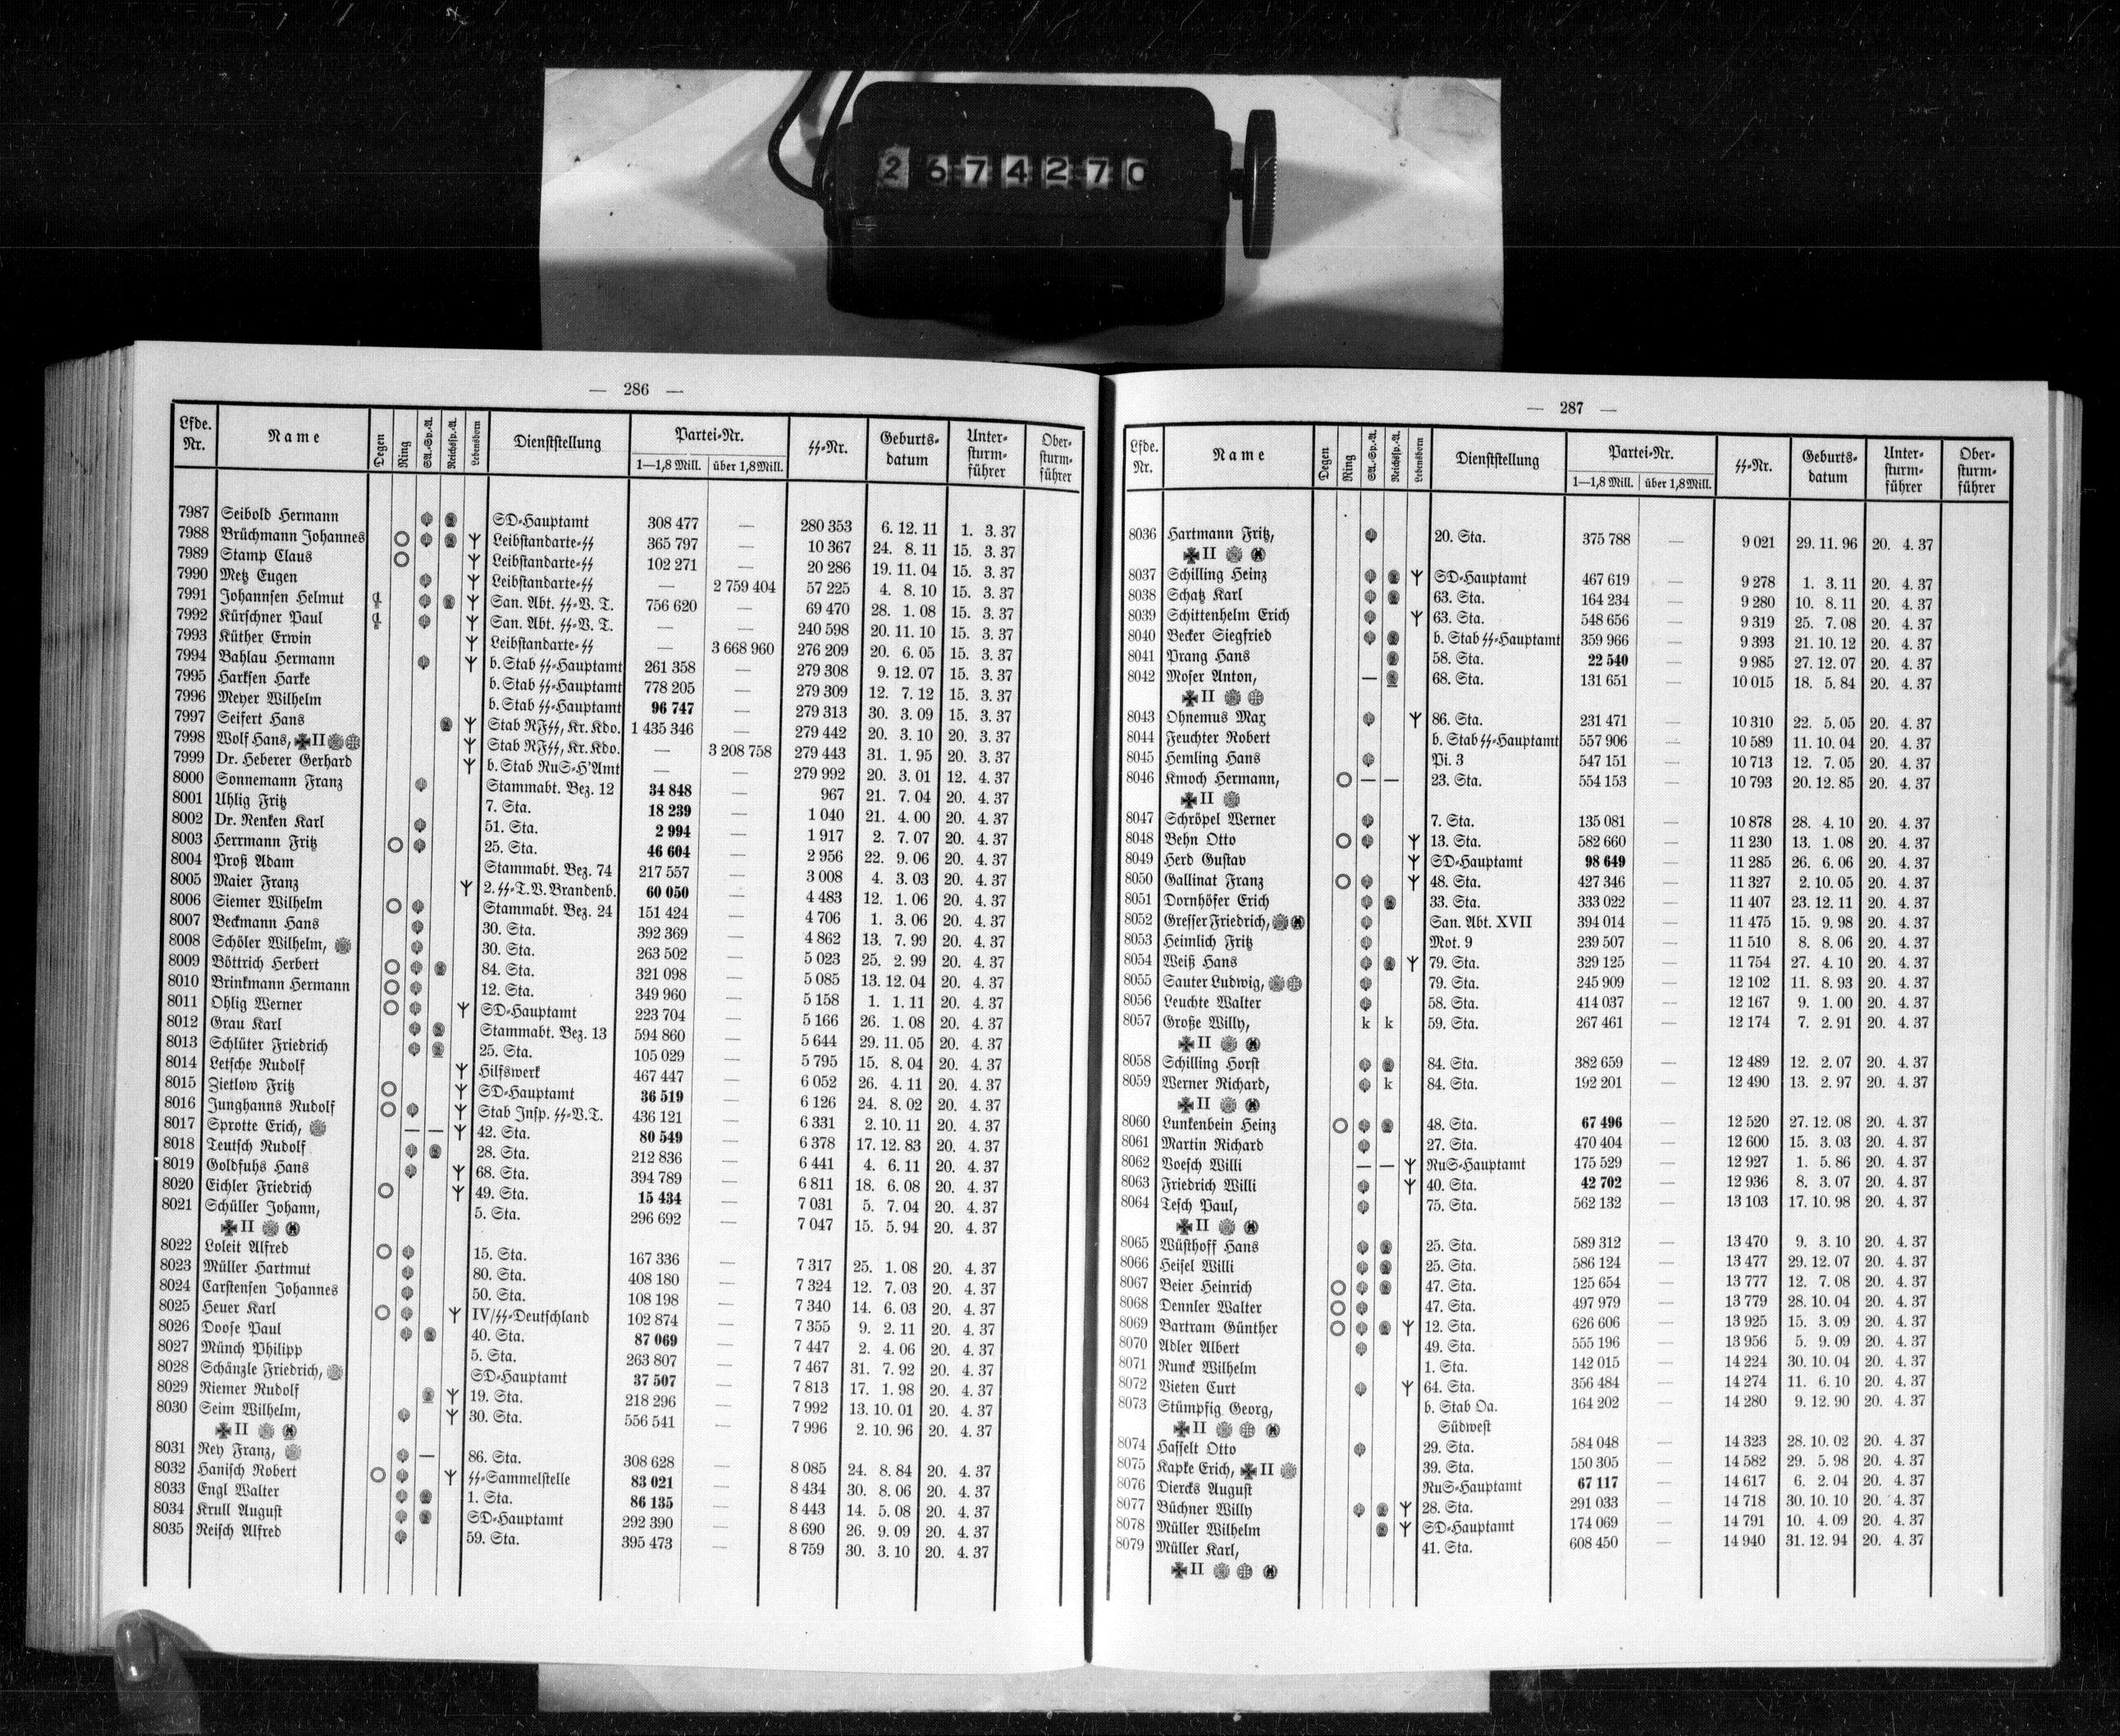 2674270
— 286 —
Lfde. Nr. Name Degen Ring SA.-Sp.-A. Reichssp.-A. Lebensborn Dienststellung Partei-Nr. 1—1,8 Mill. über 1,8 Mill. ϟϟ-Nr. Geburts-datum Unter-sturm-führer Ober-sturm-führer
7987 Seibold Hermann SD-Hauptamt 308 477 — 280 353 6. 12. 11 1. 3. 37
7988 Brüchmann Johannes Leibstandarte-ϟϟ 365 797 — 10 367 24. 8. 11 15. 3. 37
7989 Stamp Claus Leibstandarte-ϟϟ 102 271 — 20 286 19. 11. 04 15. 3. 37
7990 Metz Eugen Leibstandarte-ϟϟ — 2 759 404 57 225 4. 8. 10 15. 3. 37
7991 Johannsen Helmut San. Abt. ϟϟ-V. T. 756 620 — 69 470 28. 1. 08 15. 3. 37
7992 Kürschner Paul San. Abt. ϟϟ-V. T. — — 240 598 20. 11. 10 15. 3. 37
7993 Küther Erwin Leibstandarte-ϟϟ — 3 668 960 276 209 20. 6. 05 15. 3. 37
7994 Bahlau Hermann b. Stab ϟϟ-Hauptamt 261 358 — 279 308 9. 12. 07 15. 3. 37
7995 Harksen Harke b. Stab ϟϟ-Hauptamt 778 205 — 279 309 12. 7. 12 15. 3. 37
7996 Meyer Wilhelm b. Stab ϟϟ-Hauptamt 96 747 — 279 313 30. 3. 09 15. 3. 37
7997 Seifert Hans Stab RFϟϟ, Kr. Kdo. 1 435 346 — 279 442 20. 3. 10 20. 3. 37
7998 Wolf Hans, II Stab RFϟϟ, Kr. Kdo. — 3 208 758 279 443 31. 1. 95 20. 3. 37
7999 Dr. Heberer Gerhard b. Stab RuS-H'Amt — — 279 992 20. 3. 01 12. 4. 37
8000 Sonnemann Franz Stammabt. Bez. 12 34 848 — 967 21. 7. 04 20. 4. 37
8001 Uhlig Fritz 7. Sta. 18 239 — 1 040 21. 4. 00 20. 4. 37
8002 Dr. Renken Karl 51. Sta. 2 994 — 1 917 2. 7. 07 20. 4. 37
8003 Herrmann Fritz 25. Sta. 46 604 — 2 956 22. 9. 06 20. 4. 37
8004 Proß Adam Stammabt. Bez. 74 217 557 — 3 008 4. 3. 03 20. 4. 37
8005 Maier Franz 2. ϟϟ-T. V. Brandenb. 60 050 — 4 483 12. 1. 06 20. 4. 37
8006 Siemer Wilhelm Stammabt. Bez. 24 151 424 — 4 706 1. 3. 06 20. 4. 37
8007 Beckmann Hans 30. Sta. 392 369 — 4 862 13. 7. 99 20. 4. 37
8008 Schöler Wilhelm, 30. Sta. 263 502 — 5 023 25. 2. 99 20. 4. 37
8009 Böttrich Herbert 84. Sta. 321 098 — 5 085 13. 12. 04 20. 4. 37
8010 Brinkmann Hermann 12. Sta. 349 960 — 5 158 1. 1. 11 20. 4. 37
8011 Ohlig Werner SD-Hauptamt 223 704 — 5 166 26. 1. 08 20. 4. 37
8012 Grau Karl Stammabt. Bez. 13 594 860 — 5 644 29. 11. 05 20. 4. 37
8013 Schlüter Friedrich 25. Sta. 105 029 — 5 795 15. 8. 04 20. 4. 37
8014 Letsche Rudolf Hilfswerk 467 447 — 6 052 26. 4. 11 20. 4. 37
8015 Zietlow Fritz SD-Hauptamt 36 519 — 6 126 24. 8. 02 20. 4. 37
8016 Junghanns Rudolf Stab Insp. ϟϟ-V. T. 436 121 — 6 331 2. 10. 11 20. 4. 37
8017 Sprotte Erich, — — 42. Sta. 80 549 — 6 378 17. 12. 83 20. 4. 37
8018 Teutsch Rudolf 28. Sta. 212 836 — 6 441 4. 6. 11 20. 4. 37
8019 Goldfuhs Hans 68. Sta. 394 789 — 6 811 18. 6. 08 20. 4. 37
8020 Eichler Friedrich 49. Sta. 15 434 — 7 031 5. 7. 04 20. 4. 37
8021 Schüller Johann, 5. Sta. 296 692 — 7 047 15. 5. 94 20. 4. 37
II
8022 Loleit Alfred 15. Sta. 167 336 — 7 317 25. 1. 08 20. 4. 37
8023 Müller Hartmut 80. Sta. 408 180 — 7 324 12. 7. 03 20. 4. 37
8024 Carstensen Johannes 50. Sta. 108 198 — 7 340 14. 6. 03 20. 4. 37
8025 Heuer Karl IV/ϟϟ-Deutschland 102 874 — 7 355 9. 2. 11 20. 4. 37
8026 Doose Paul 40. Sta. 87 069 — 7 447 2. 4. 06 20. 4. 37
8027 Münch Philipp 5. Sta. 263 807 — 7 467 31. 7. 92 20. 4. 37
8028 Schänzle Friedrich, SD-Hauptamt 37 507 — 7 813 17. 1. 98 20. 4. 37
8029 Riemer Rudolf 19. Sta. 218 296 — 7 992 13. 10. 01 20. 4. 37
8030 Seim Wilhelm, 30. Sta. 556 541 — 7 996 2. 10. 96 20. 4. 37
II
8031 Rey Franz, — 86. Sta. 308 628 — 8 085 24. 8. 84 20. 4. 37
8032 Hanisch Robert ϟϟ-Sammelstelle 83 021 — 8 434 30. 8. 06 20. 4. 37
8033 Engl Walter 1. Sta. 86 135 — 8 443 14. 5. 08 20. 4. 37
8034 Krull August SD-Hauptamt 292 390 — 8 690 26. 9. 09 20. 4. 37
8035 Reisch Alfred 59. Sta. 395 473 — 8 759 30. 3. 10 20. 4. 37
— 287 —
Lfde. Nr. Name Degen Ring SA.-Sp.-A. Reichssp.-A. Lebensborn Dienststellung Partei-Nr. 1—1,8 Mill. über 1,8 Mill. ϟϟ-Nr. Geburts-datum Unter-sturm-führer Ober-sturm-führer
8036 Hartmann Fritz, 20. Sta. 375 788 — 9 021 29. 11. 96 20. 4. 37
II
8037 Schilling Heinz SD-Hauptamt 467 619 — 9 278 1. 3. 11 20. 4. 37
8038 Schatz Karl 63. Sta. 164 234 — 9 280 10. 8. 11 20. 4. 37
8039 Schittenhelm Erich 63. Sta. 548 656 — 9 319 25. 7. 08 20. 4. 37
8040 Becker Siegfried b. Stab ϟϟ-Hauptamt 359 966 — 9 393 21. 10. 12 20. 4. 37
8041 Prang Hans 58. Sta. 22 540 — 9 985 27. 12. 07 20. 4. 37
8042 Moser Anton, — 68. Sta. 131 651 — 10 015 18. 5. 84 20. 4. 37
II
8043 Ohnemus Max 86. Sta. 231 471 — 10 310 22. 5. 05 20. 4. 37
8044 Feuchter Robert b. Stab ϟϟ-Hauptamt 557 906 — 10 589 11. 10. 04 20. 4. 37
8045 Hemling Hans Pi. 3 547 151 — 10 713 12. 7. 05 20. 4. 37
8046 Kmoch Hermann, — — 23. Sta. 554 153 — 10 793 20. 12. 85 20. 4. 37
II
8047 Schröpel Werner 7. Sta. 135 081 — 10 878 28. 4. 10 20. 4. 37
8048 Behn Otto 13. Sta. 582 660 — 11 230 13. 1. 08 20. 4. 37
8049 Herd Gustav SD-Hauptamt 98 649 — 11 285 26. 6. 06 20. 4. 37
8050 Gallinat Franz 48. Sta. 427 346 — 11 327 2. 10. 05 20. 4. 37
8051 Dornhöfer Erich 33. Sta. 333 022 — 11 407 23. 12. 11 20. 4. 37
8052 Gresser Friedrich, San. Abt. XVII 394 014 — 11 475 15. 9. 98 20. 4. 37
8053 Heimlich Fritz Mot. 9 239 507 — 11 510 8. 8. 06 20. 4. 37
8054 Weiß Hans 79. Sta. 329 125 — 11 754 27. 4. 10 20. 4. 37
8055 Sauter Ludwig, 79. Sta. 245 909 — 12 102 11. 8. 93 20. 4. 37
8056 Leuchte Walter 58. Sta. 414 037 — 12 167 9. 1. 00 20. 4. 37
8057 Große Willy, k k 59. Sta. 267 461 — 12 174 7. 2. 91 20. 4. 37
II
8058 Schilling Horst 84. Sta. 382 659 — 12 489 12. 2. 07 20. 4. 37
8059 Werner Richard, k 84. Sta. 192 201 — 12 490 13. 2. 97 20. 4. 37
II
8060 Lunkenbein Heinz 48. Sta. 67 496 — 12 520 27. 12. 08 20. 4. 37
8061 Martin Richard 27. Sta. 470 404 — 12 600 15. 3. 03 20. 4. 37
8062 Voesch Willi — — RuS-Hauptamt 175 529 — 12 927 1. 5. 86 20. 4. 37
8063 Friedrich Willi 40. Sta. 42 702 — 12 936 8. 3. 07 20. 4. 37
8064 Tesch Paul, 75. Sta. 562 132 — 13 103 17. 10. 98 20. 4. 37
II
8065 Wüsthoff Hans 25. Sta. 589 312 — 13 470 9. 3. 10 20. 4. 37
8066 Heisel Willi 25. Sta. 586 124 — 13 477 29. 12. 07 20. 4. 37
8067 Beier Heinrich 47. Sta. 125 654 — 13 777 12. 7. 08 20. 4. 37
8068 Dennler Walter 47. Sta. 497 979 — 13 779 28. 10. 04 20. 4. 37
8069 Bartram Günther 12. Sta. 626 606 — 13 925 15. 3. 09 20. 4. 37
8070 Adler Albert 49. Sta. 555 196 — 13 956 5. 9. 09 20. 4. 37
8071 Runck Wilhelm 1. Sta. 142 015 — 14 224 30. 10. 04 20. 4. 37
8072 Vieten Curt 64. Sta. 356 484 — 14 274 11. 6. 10 20. 4. 37
8073 Stümpfig Georg, b. Stab Oa. 164 202 — 14 280 9. 12. 90 20. 4. 37
II Südwest
8074 Hasselt Otto 29. Sta. 584 048 — 14 323 28. 10. 02 20. 4. 37
8075 Kapke Erich, II 39. Sta. 150 305 — 14 582 29. 5. 98 20. 4. 37
8076 Diercks August RuS-Hauptamt 67 117 — 14 617 6. 2. 04 20. 4. 37
8077 Büchner Willy 28. Sta. 291 033 — 14 718 30. 10. 10 20. 4. 37
8078 Müller Wilhelm SD-Hauptamt 174 069 — 14 791 10. 4. 09 20. 4. 37
8079 Müller Karl, 41. Sta. 608 450 — 14 940 31. 12. 94 20. 4. 37
II